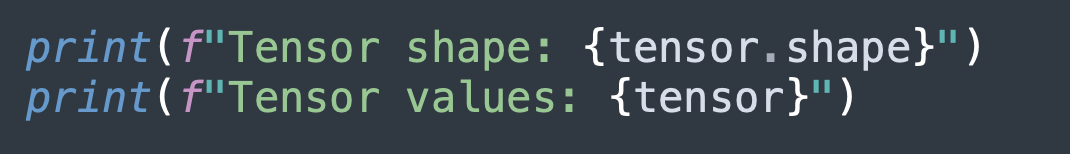 print(f"Tensor shape: {tensor.shape}")
print(f"Tensor values: {tensor}")